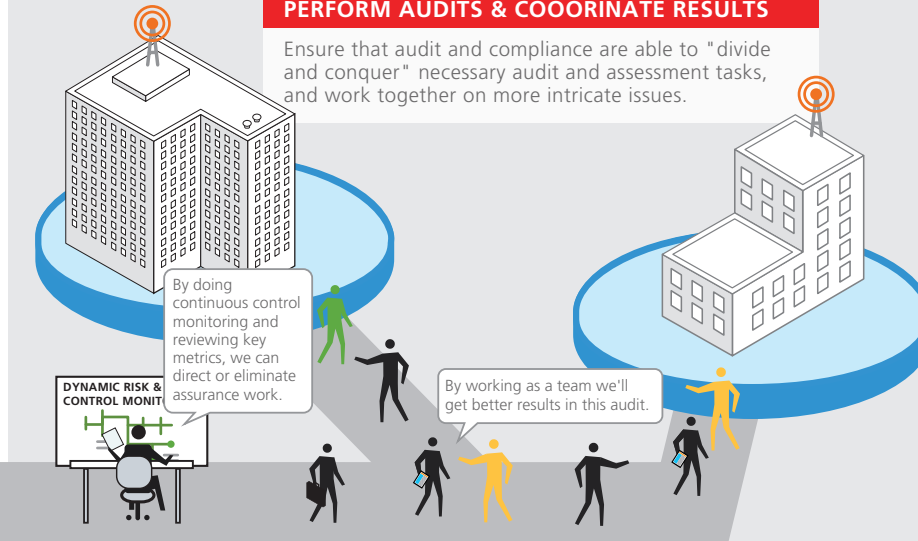 PERFORM AUDITS & COOORINATE RESULTS
Ensure that audit and compliance are able to "divide
and conquer" necessary audit and assessment tasks,
and work together on more intricate issues.
By doing
continuous control
monitoring and
reviewing key
metrics, we can
direct or eliminate
assurance work.
DYNAMIC RISK &
CONTROL
By working as a team we'll
get better results in this audit.